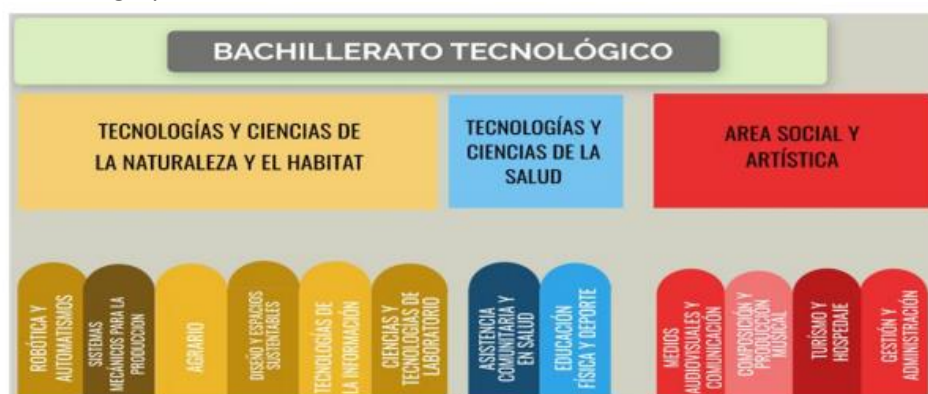 BACHILLERATO TECNOLÓGICO
TECNOLOGÍAS Y CIENCIAS DE
LA NATURALEZA Y EL HABITAT
TECNOLOGÍAS Y
CIENCIAS DE LA
SALUD
AREA SOCIAL Y
ARTÍSTICA
ROBÓTICA Y
AUTOMATISMOS
SISTEMAS
MECÁNICOS PARA LA
PRODUCION
AGRARIO
DISEÑO Y ESPACIOS
SUSTENTABLES
TECNOLOGÍAS DE
LA INFORMACIÓN
CIENCIAS Y
TECNOLOGÍAS DE
LABORATORIO
ASISTENCIA
COMUNITARIA Y
EN SALUD
EDUCACIÓN
FÍSICA Y DEPORTE
MEDIOS
AUDIOVISUALES Y
COMUNICACIÓN
COMPOSICIÓN Y
PRODUCCIÓN
MUSICAL
TURÍSMO Y
HOSPEDAJE
GESTIÓN Y
ADMINISTRACIÓN